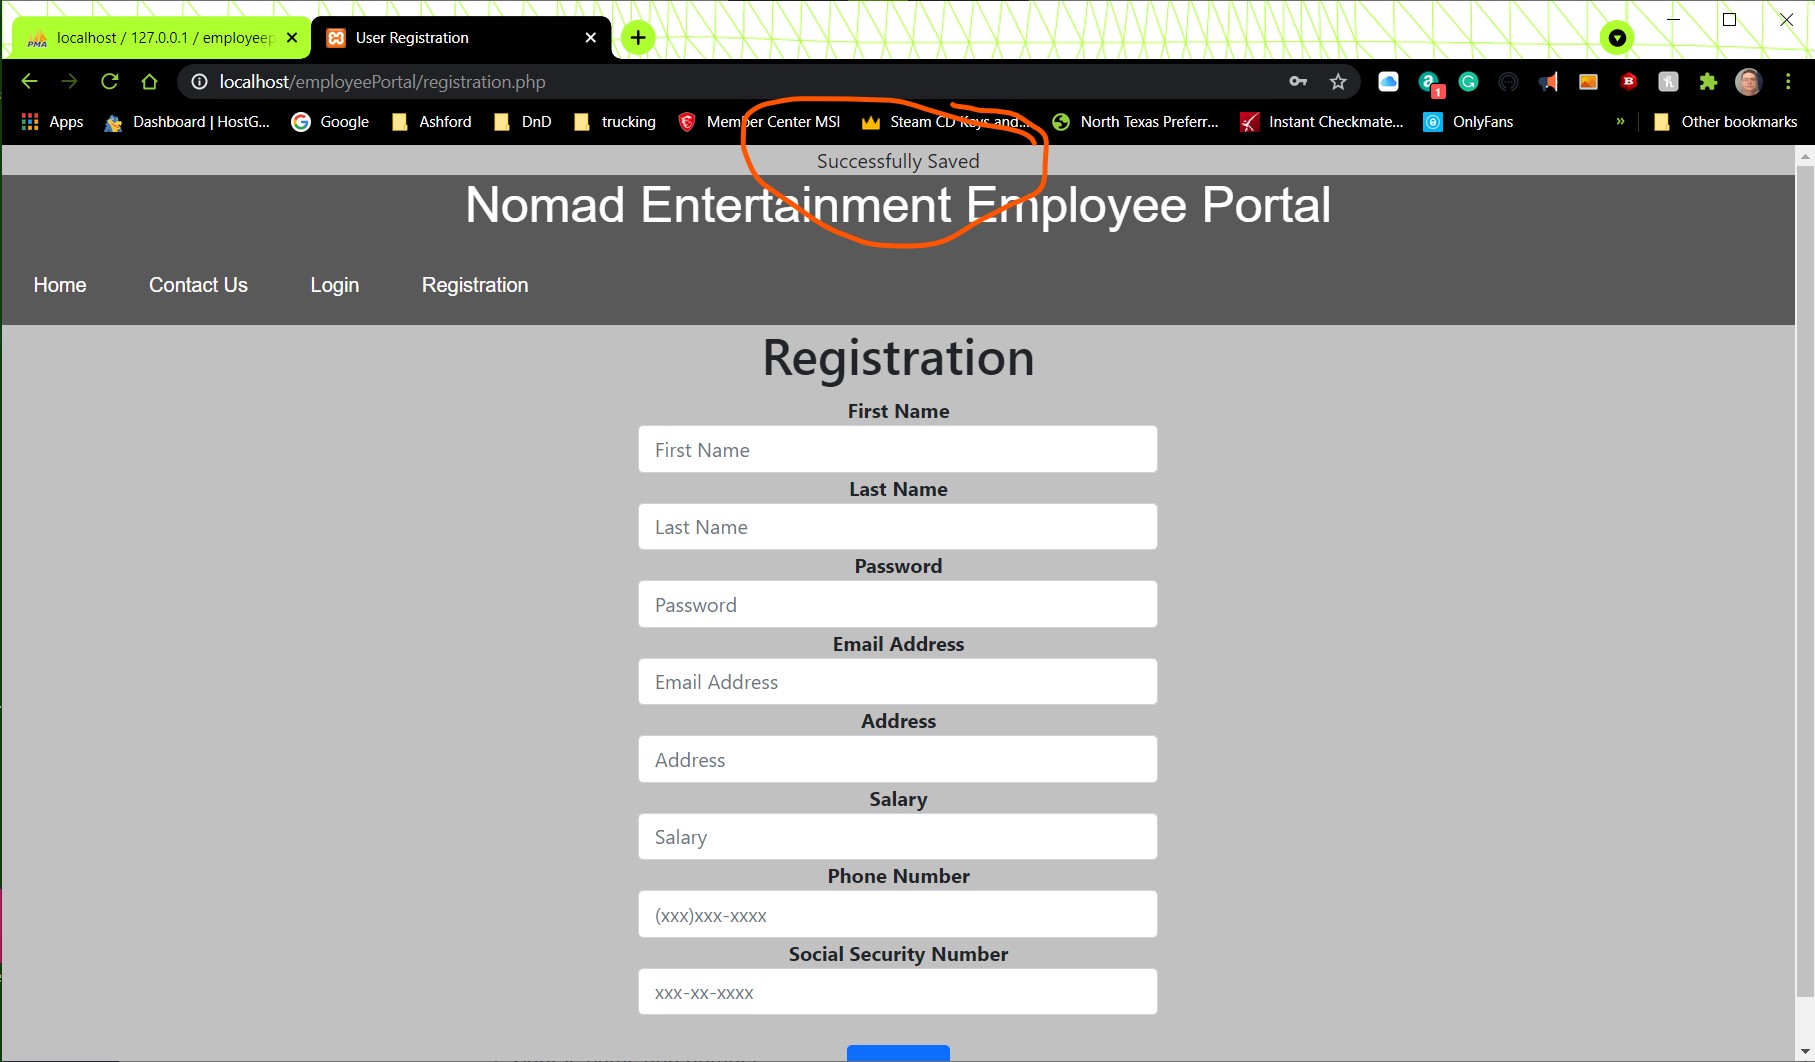 PMA localhost / 127.0.0.1 / employeep
User Registration
localhost/employeePortal/registration.php
1
Apps Dashboard | HostG... Google Ashford DnD trucking Member Center MSI Steam CD Keys and... North Texas Preferr... Instant Checkmate... OnlyFans » Other bookmarks
Successfully Saved
Nomad Entertainment Employee Portal
Home Contact Us Login Registration
Registration
First Name
First Name
Last Name
Last Name
Password
Password
Email Address
Email Address
Address
Address
Salary
Salary
Phone Number
(xxx)xxx-xxxx
Social Security Number
xxx-xx-xxxx